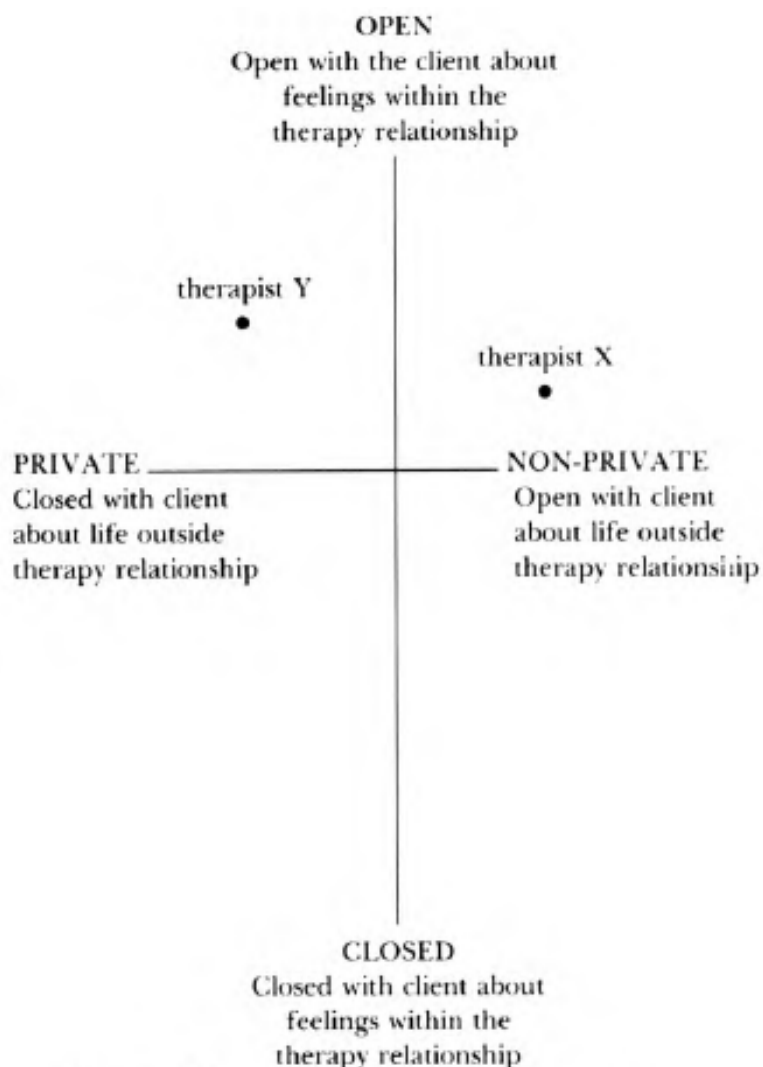 OPEN
Open with the client about
feelings within the
therapy relationship
therapist Y
therapist X
PRIVATE
Closed with client
about life outside
therapy relationship
NON-PRIVATE
Open with client
about life outside
therapy relationship
CLOSED
Closed with client about
feelings within the
therapy relationship